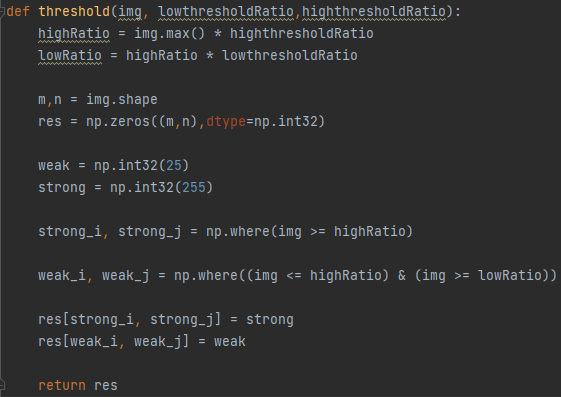 def threshold(img, lowthresholdRatio,highthresholdRatio):
    highRatio = img.max() * highthresholdRatio
    lowRatio = highRatio * lowthresholdRatio
    m,n = img.shape
    res = np.zeros((m,n),dtype=np.int32)
    weak = np.int32(25)
    strong = np.int32(255)
    strong_i, strong_j = np.where(img >= highRatio)
    weak_i, weak_j = np.where((img <= highRatio) & (img >= lowRatio))
    res[strong_i, strong_j] = strong
    res[weak_i, weak_j] = weak
    return res